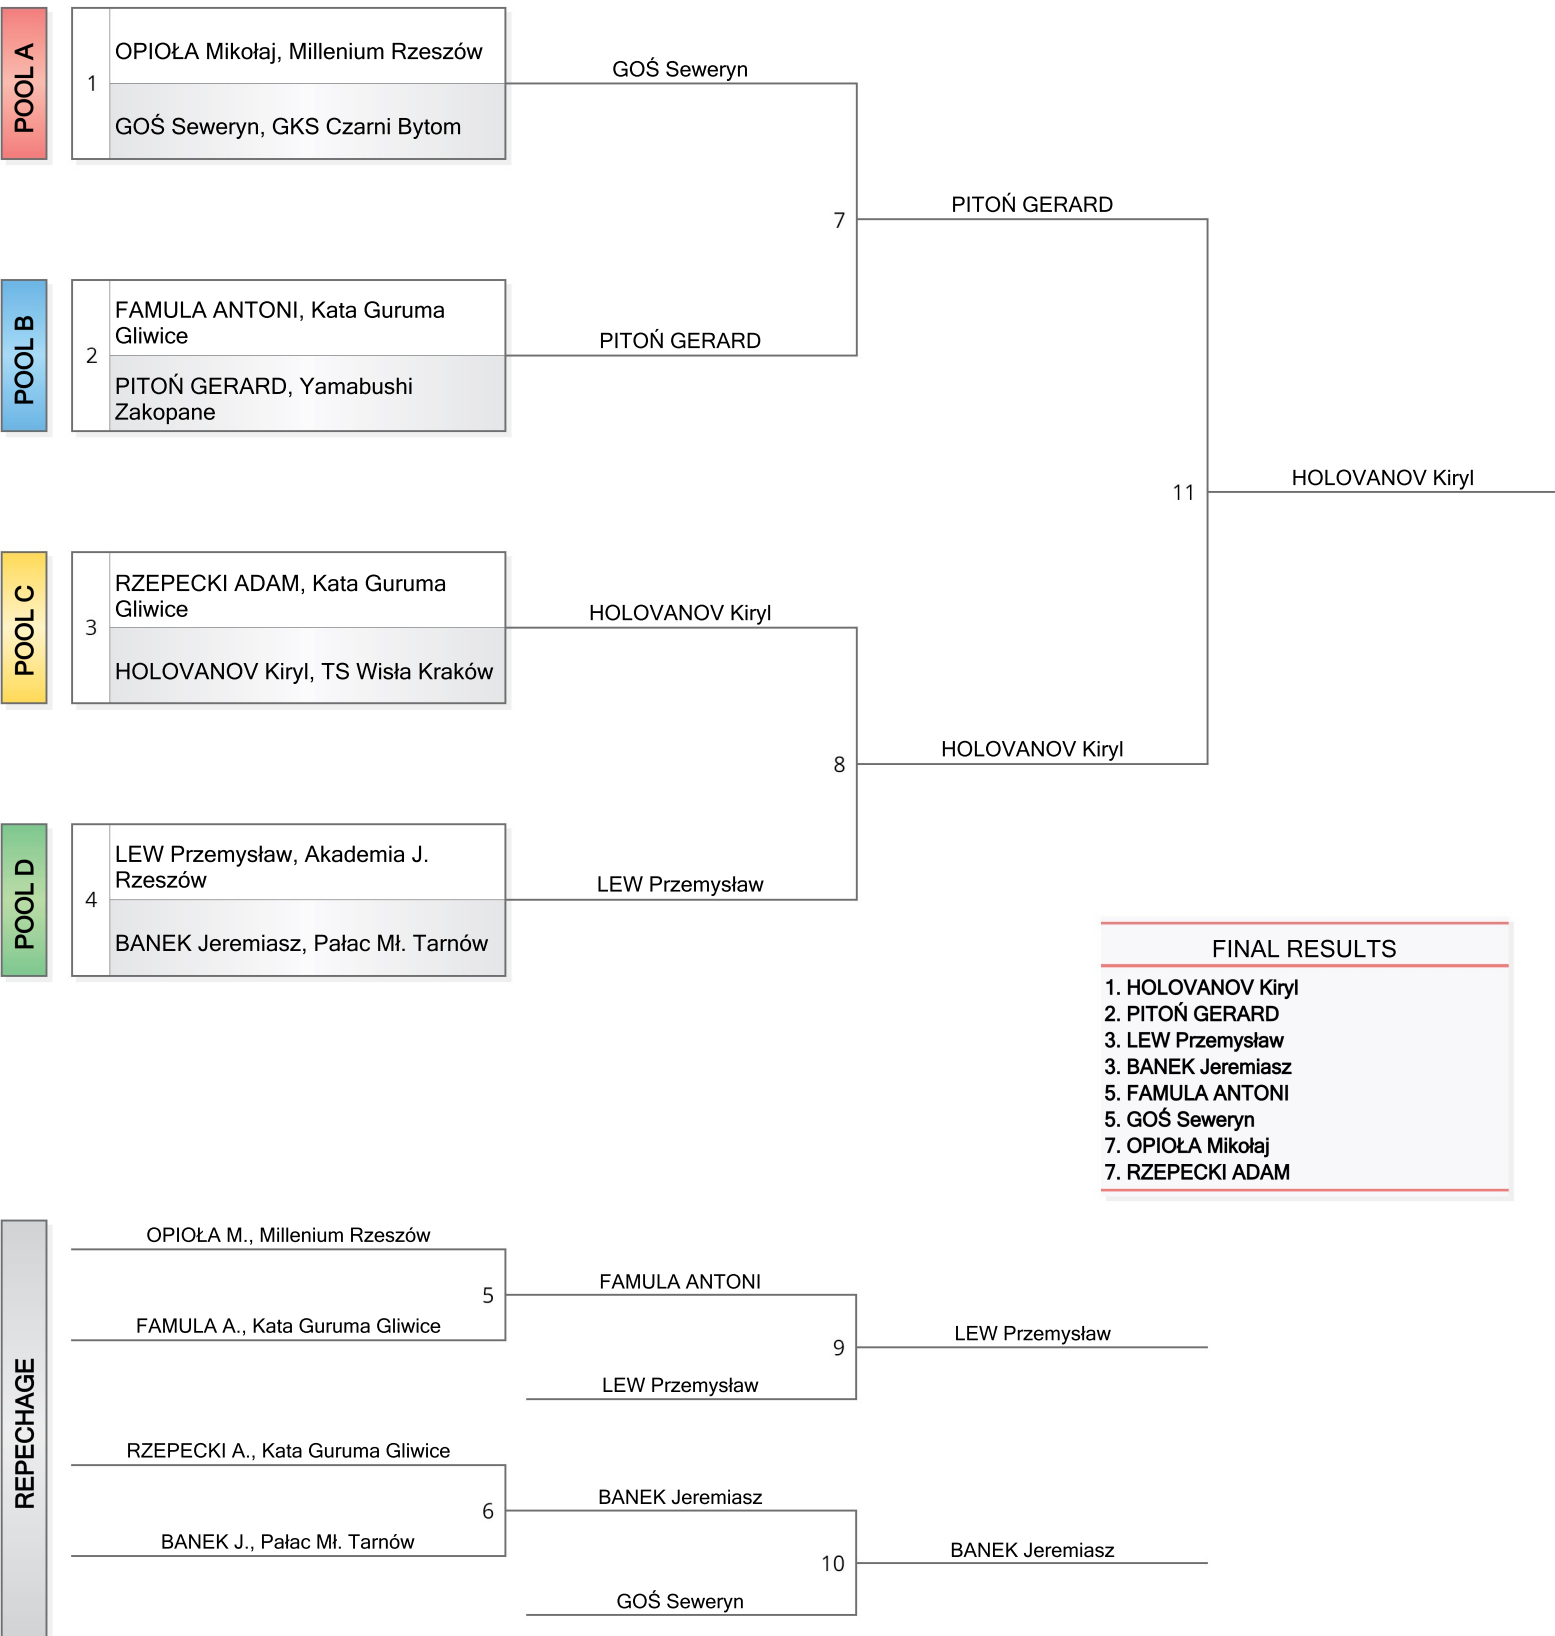 POOL A
1
OPIOŁA Mikołaj, Millenium Rzeszów
GOŚ Seweryn, GKS Czarni Bytom
GOŚ Seweryn
7
PITOŃ GERARD
POOL B
2
FAMULA ANTONI, Kata Guruma
Gliwice
PITOŃ GERARD, Yamabushi
Zakopane
PITOŃ GERARD
11
HOLOVANOV Kiryl
POOL C
3
RZEPECKI ADAM, Kata Guruma
Gliwice
HOLOVANOV Kiryl, TS Wisła Kraków
HOLOVANOV Kiryl
8
HOLOVANOV Kiryl
POOL D
4
LEW Przemysław, Akademia J.
Rzeszów
BANEK Jeremiasz, Pałac Mł. Tarnów
LEW Przemysław
FINAL RESULTS
1. HOLOVANOV Kiryl
2. PITOŃ GERARD
3. LEW Przemysław
3. BANEK Jeremiasz
5. FAMULA ANTONI
5. GOŚ Seweryn
7. OPIOŁA Mikołaj
7. RZEPECKI ADAM
REPECHAGE
OPIOŁA M., Millenium Rzeszów
5
FAMULA A., Kata Guruma Gliwice
FAMULA ANTONI
9
LEW Przemysław
LEW Przemysław
RZEPECKI A., Kata Guruma Gliwice
6
BANEK J., Pałac Mł. Tarnów
BANEK Jeremiasz
10
BANEK Jeremiasz
GOŚ Seweryn